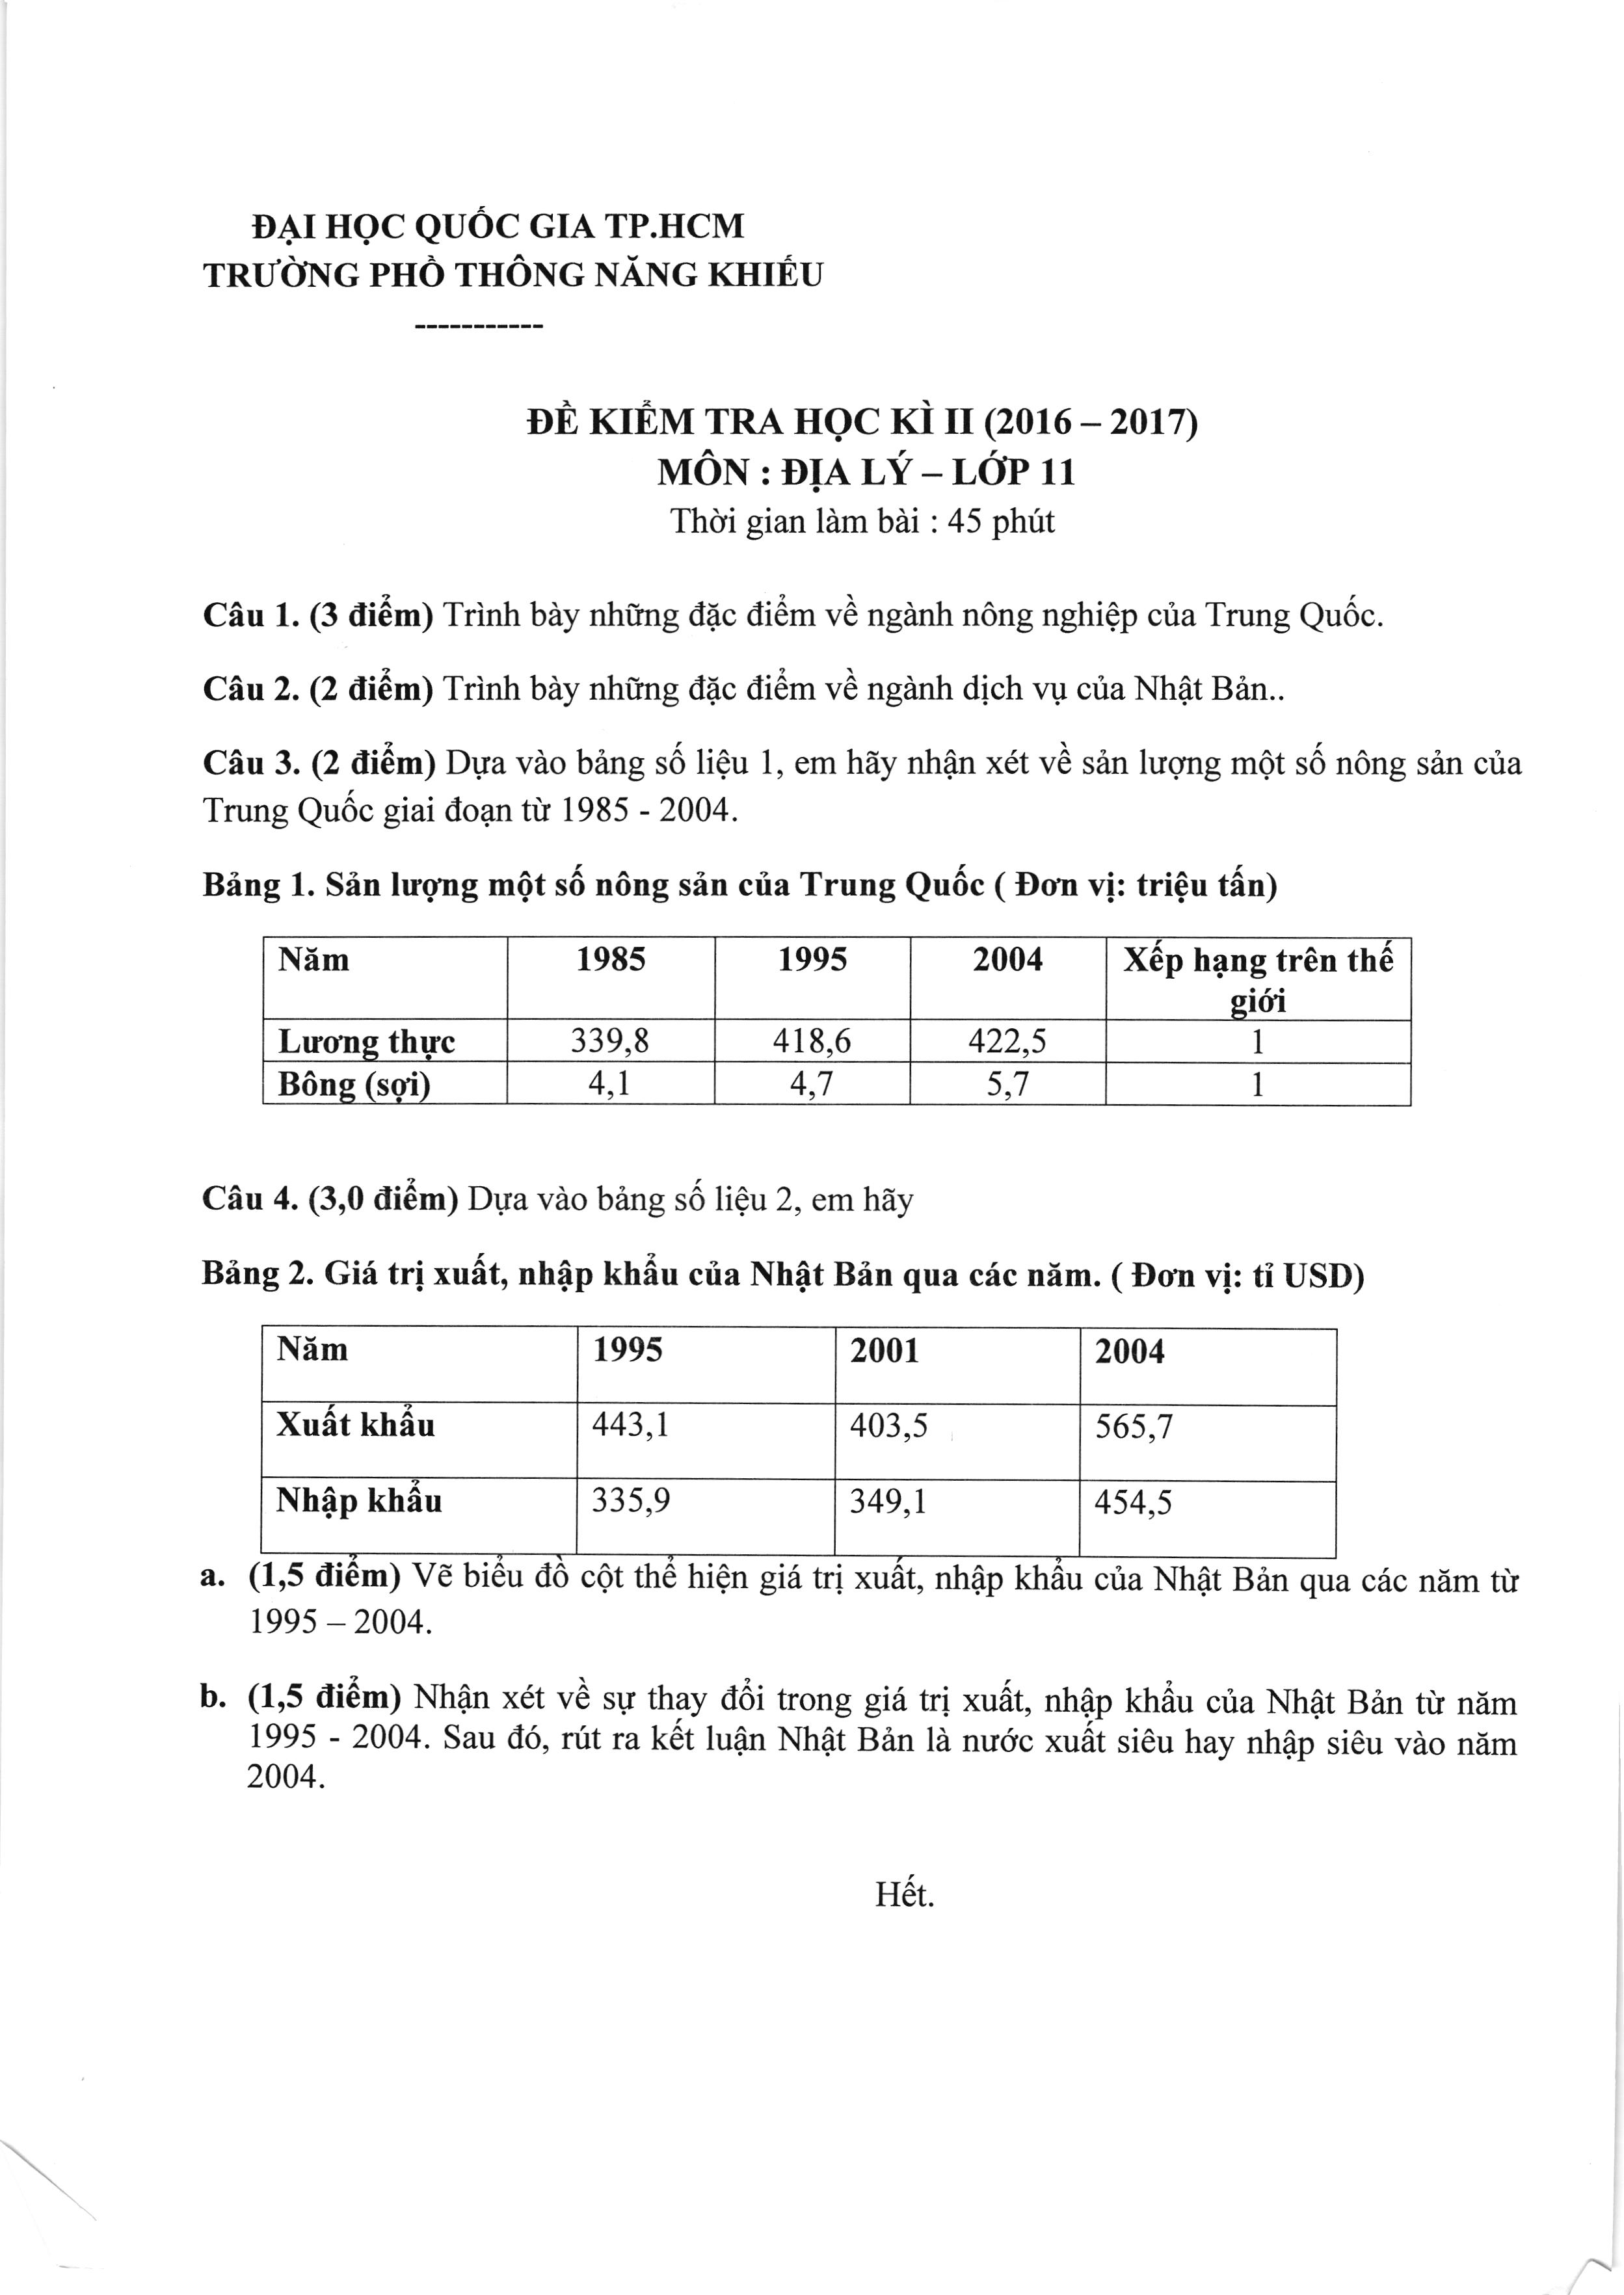 ĐẠI HỌC QUỐC GIA TP.HCM
TRƯỜNG PHỔ THÔNG NĂNG KHIẾU
-----------
ĐỀ KIỂM TRA HỌC KÌ II (2016 – 2017)
MÔN : ĐỊA LÝ – LỚP 11
Thời gian làm bài : 45 phút
Câu 1. (3 điểm) Trình bày những đặc điểm về ngành nông nghiệp của Trung Quốc.
Câu 2. (2 điểm) Trình bày những đặc điểm về ngành dịch vụ của Nhật Bản..
Câu 3. (2 điểm) Dựa vào bảng số liệu 1, em hãy nhận xét về sản lượng một số nông sản của
Trung Quốc giai đoạn từ 1985 - 2004.
Bảng 1. Sản lượng một số nông sản của Trung Quốc ( Đơn vị: triệu tấn)
Năm 1985 1995 2004 Xếp hạng trên thế
giới
Lương thực 339,8 418,6 422,5 1
Bông (sợi) 4,1 4,7 5,7 1
Câu 4. (3,0 điểm) Dựa vào bảng số liệu 2, em hãy
Bảng 2. Giá trị xuất, nhập khẩu của Nhật Bản qua các năm. ( Đơn vị: tỉ USD)
Năm 1995 2001 2004
Xuất khẩu 443,1 403,5 565,7
Nhập khẩu 335,9 349,1 454,5
a. (1,5 điểm) Vẽ biểu đồ cột thể hiện giá trị xuất, nhập khẩu của Nhật Bản qua các năm từ
1995 – 2004.
b. (1,5 điểm) Nhận xét về sự thay đổi trong giá trị xuất, nhập khẩu của Nhật Bản từ năm
1995 - 2004. Sau đó, rút ra kết luận Nhật Bản là nước xuất siêu hay nhập siêu vào năm
2004.
Hết.